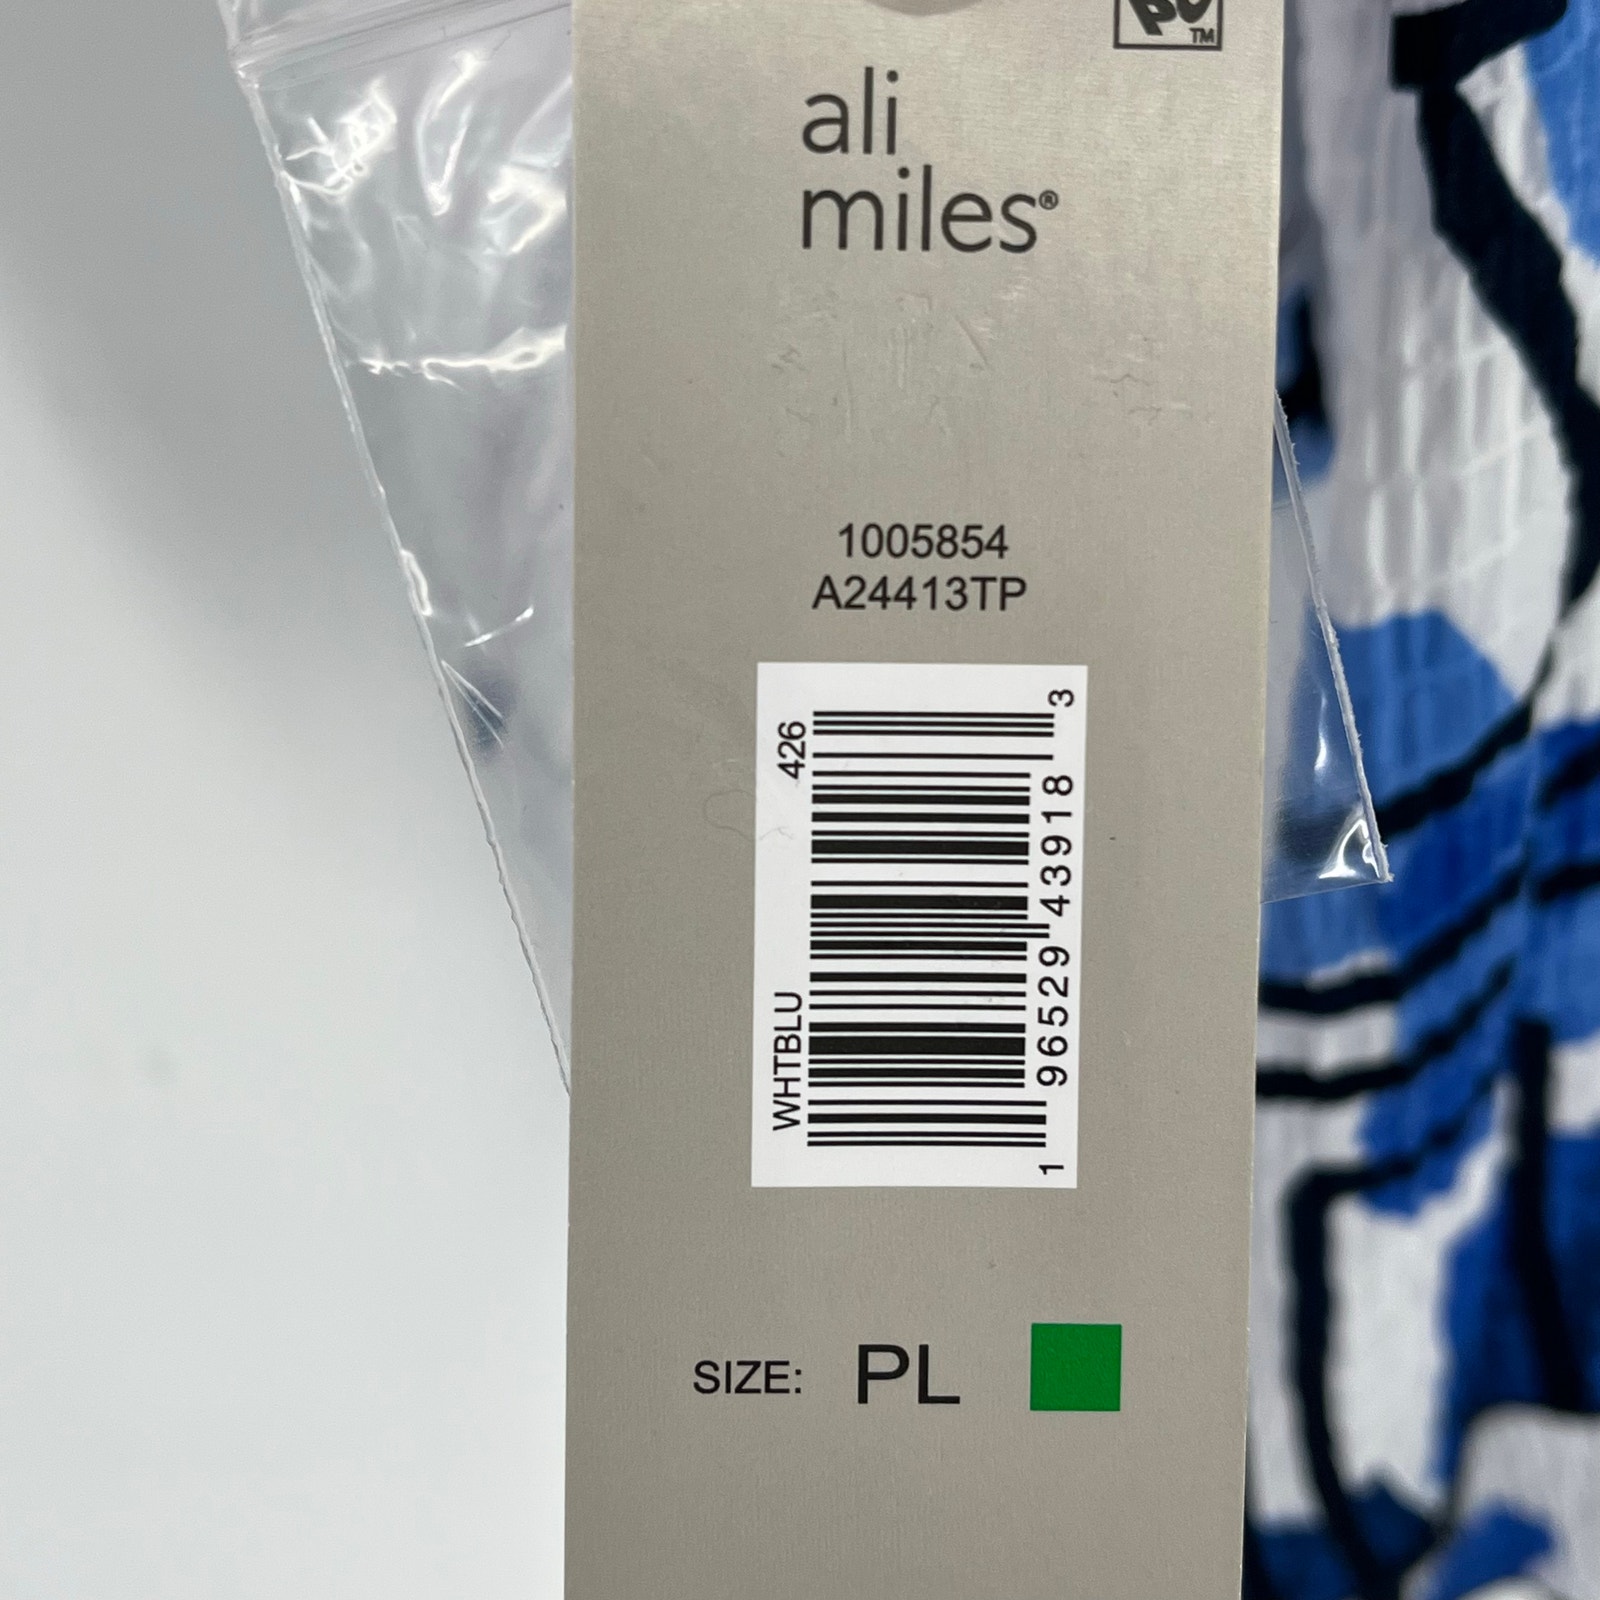 TM
ali
miles®
1005854
A24413TP
WHTBLU 426
1 96529 43918 3
SIZE: PL